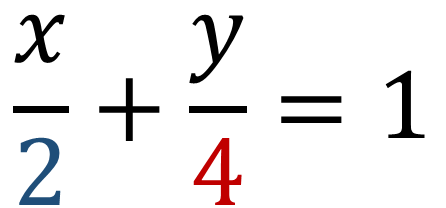 x/2 + y/4 = 1